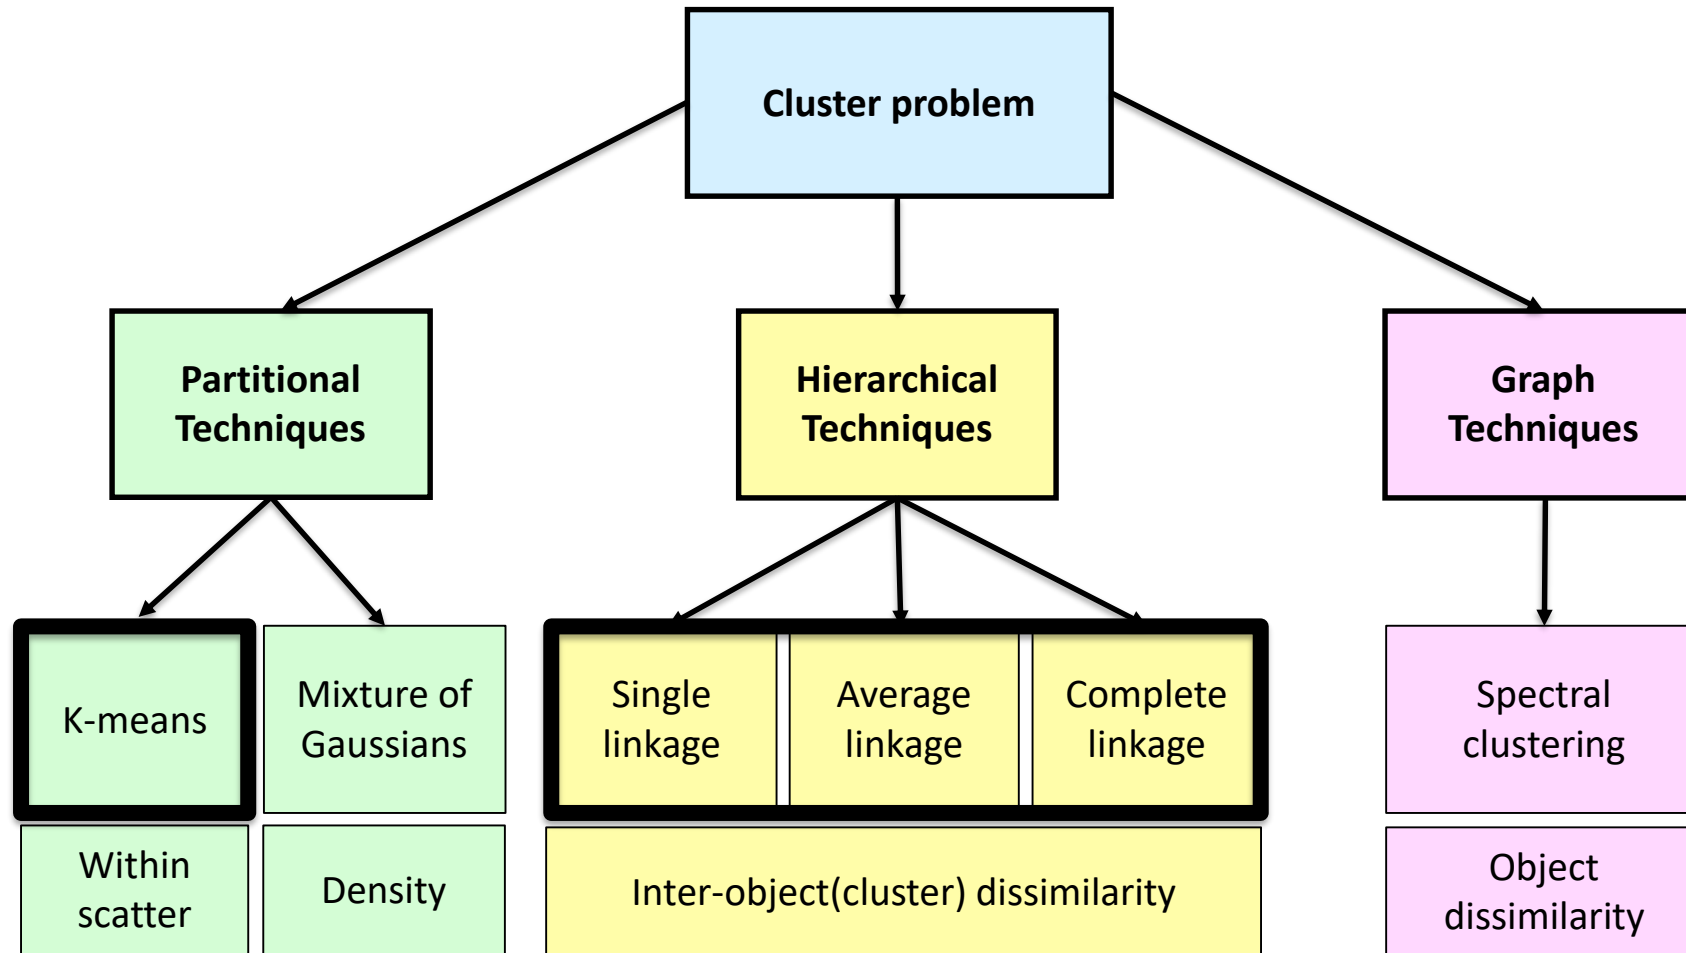 Cluster problem
Partitional
Techniques
Hierarchical
Techniques
Graph
Techniques
K-means
Mixture of
Gaussians
Single
linkage
Average
linkage
Complete
linkage
Spectral
clustering
Within
scatter
Density
Inter-object(cluster) dissimilarity
Object
dissimilarity